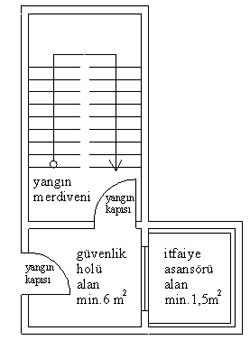 yangın
merdiveni
yangın
kapısı
yangın
kapısı
güvenlik
holü
alan
min.6 m²
itfaiye
asansörü
alan
min.1,5m²